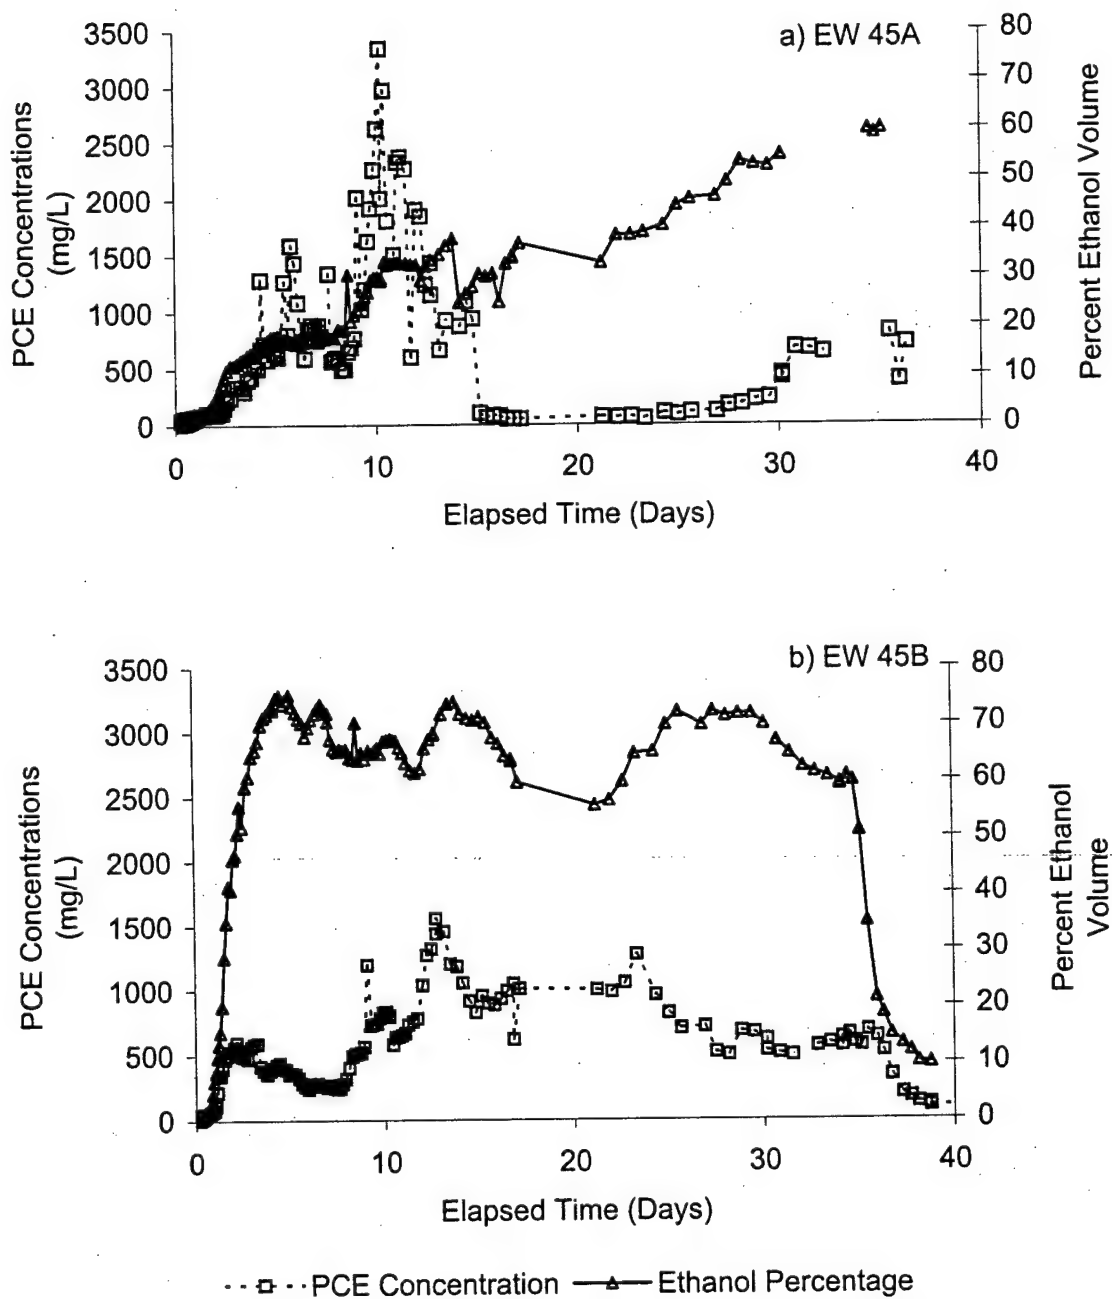 a) EW 45A
3500
3000
2500
2000
1500
1000
500
0
PCE Concentrations
(mg/L)
80
70
60
50
40
30
20
10
0
Percent Ethanol Volume
0 10 20 30 40
Elapsed Time (Days)
b) EW 45B
3500
3000
2500
2000
1500
1000
500
0
PCE Concentrations
(mg/L)
80
70
60
50
40
30
20
10
0
Percent Ethanol
Volume
0 10 20 30 40
Elapsed Time (Days)
PCE Concentration Ethanol Percentage